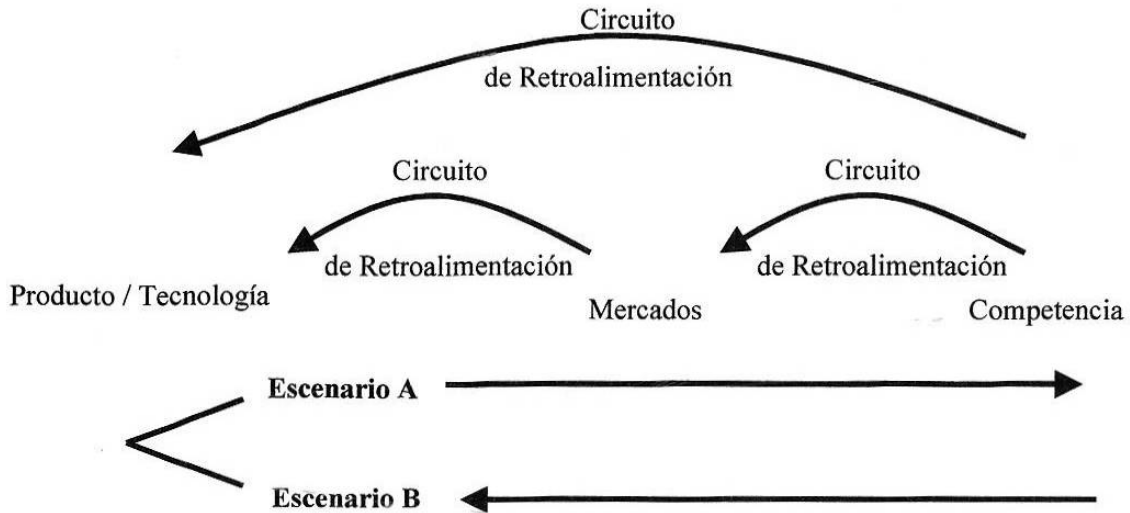 Circuito
de Retroalimentación
Circuito
de Retroalimentación
Circuito
de Retroalimentación
Producto / Tecnología
Mercados
Competencia
Escenario A
Escenario B